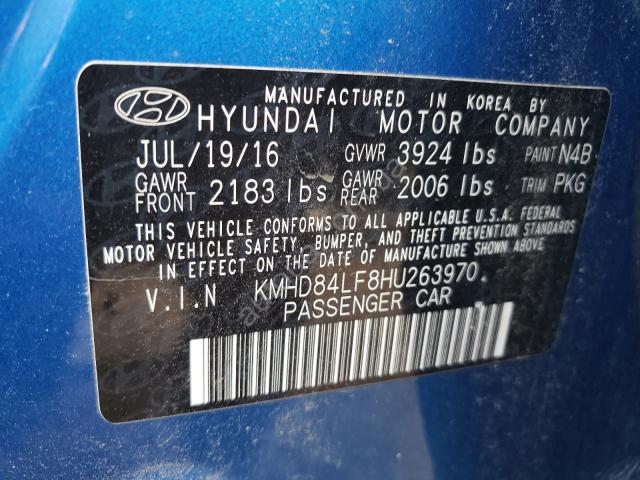 MANUFACTURED IN KOREA BY
HYUNDAI MOTOR COMPANY
JUL/19/16 GVWR 3924 lbs PAINT N4B
GAWR FRONT 2183 lbs GAWR REAR 2006 lbs TRIM PKG
THIS VEHICLE CONFORMS TO ALL APPLICABLE U.S.A. FEDERAL
MOTOR VEHICLE SAFETY, BUMPER, AND THEFT PREVENTION STANDARDS
IN EFFECT ON THE DATE OF MANUFACTURE SHOWN ABOVE
V.I.N KMHD84LF8HU263970.
PASSENGER CAR